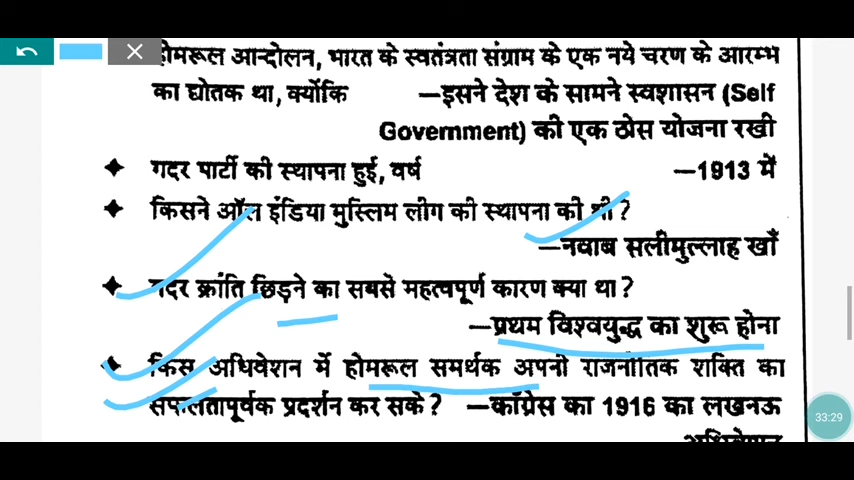 होमरूल आन्दोलन, भारत के स्वतंत्रता संग्राम के एक नये चरण के आरम्भ
का द्योतक था, क्योंकि —इसने देश के सामने स्वशासन (Self
Government) की एक ठोस योजना रखी
गदर पार्टी की स्थापना हुई, वर्ष —1913 में
किसने ऑल इंडिया मुस्लिम लीग की स्थापना की थी?
—नवाब सलीमुल्लाह खाँ
गदर क्रांति छिड़ने का सबसे महत्वपूर्ण कारण क्या था?
—प्रथम विश्वयुद्ध का शुरू होना
किस अधिवेशन में होमरूल समर्थक अपनी राजनीतिक शक्ति का
सफलतापूर्वक प्रदर्शन कर सके? —काँग्रेस का 1916 का लखनऊ
अधिवेशन
33:29